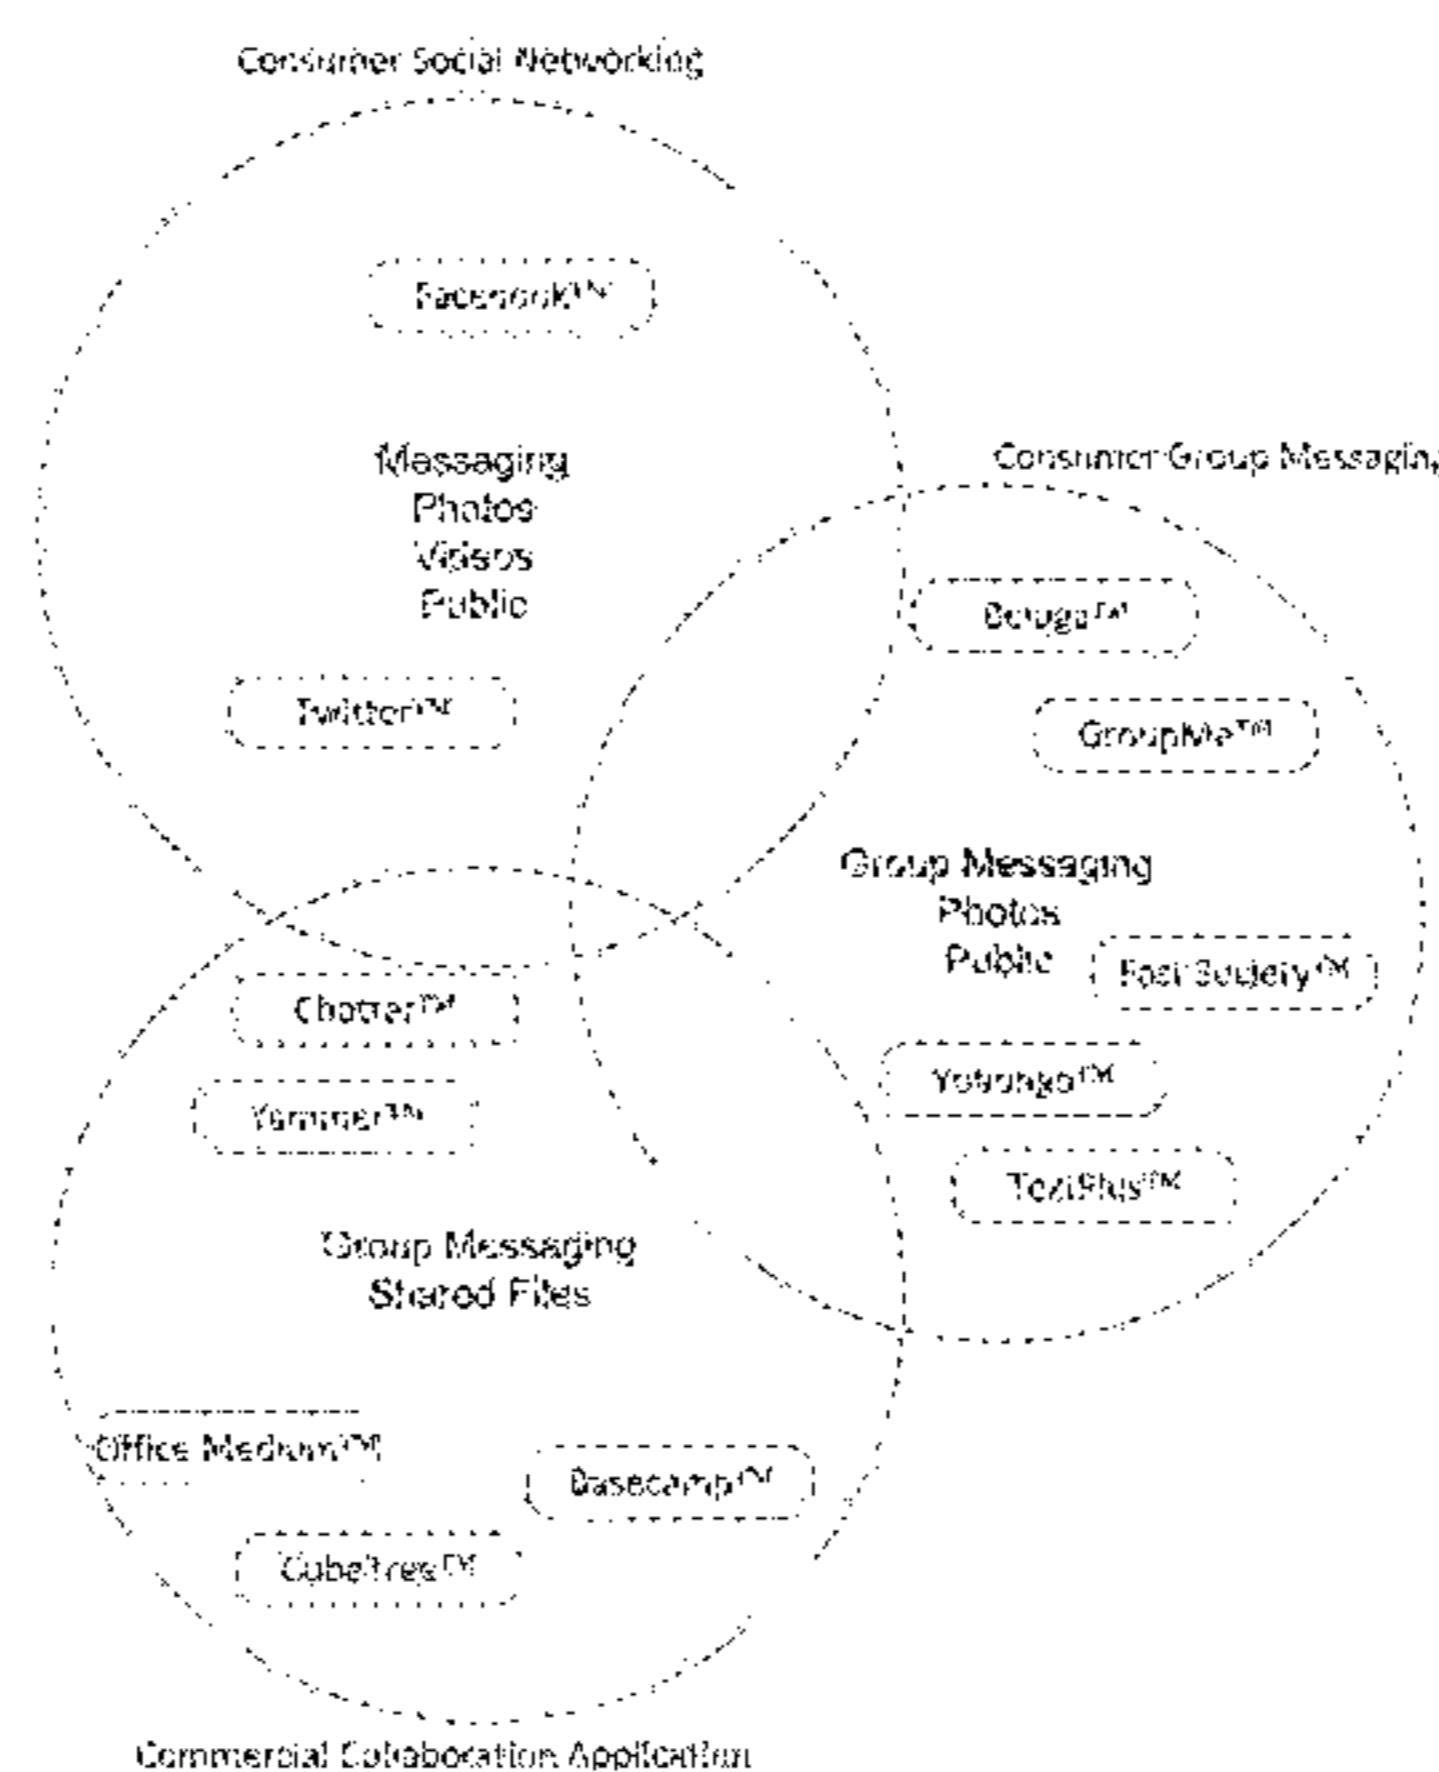 Consumer Social Networking
Facebook™
Messaging
Photos
Videos
Public
Twitter™
Consumer Group Messaging
Beluga™
GroupMe™
Group Messaging
Photos
Public
Fast Society™
Yobongo™
TextPlus™
Chatter™
Yammer™
Group Messaging
Shared Files
Office Medium™
Basecamp™
CubeTree™
Commercial Collaboration Application